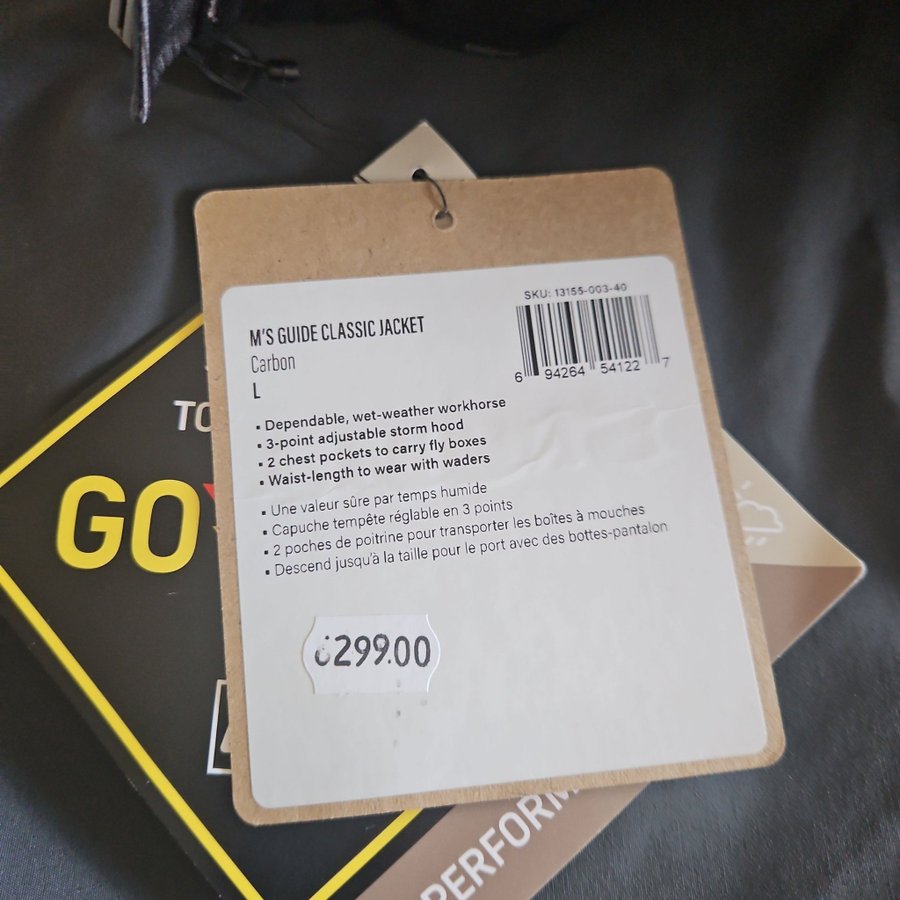 SKU: 13155-003-40
M'S GUIDE CLASSIC JACKET
Carbon
L
6 94264 54122 7
▪ Dependable, wet-weather workhorse
▪ 3-point adjustable storm hood
▪ 2 chest pockets to carry fly boxes
▪ Waist-length to wear with waders
▪ Une valeur sûre par temps humide
▪ Capuche tempête réglable en 3 points
▪ 2 poches de poitrine pour transporter les boîtes à mouches
▪ Descend jusqu'à la taille pour le port avec des bottes-pantalon
299.00
GO
PERFORM